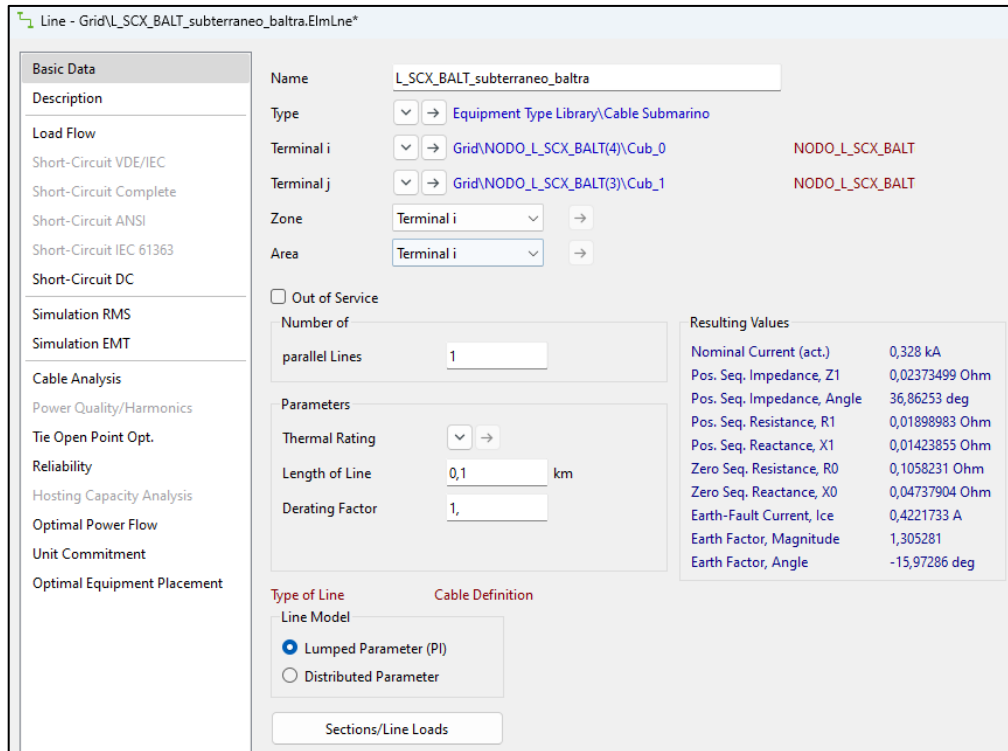 Line - Grid\L_SCX_BALT_subterraneo_baltra.ElmLne*
Basic Data
Description
Load Flow
Short-Circuit VDE/IEC
Short-Circuit Complete
Short-Circuit ANSI
Short-Circuit IEC 61363
Short-Circuit DC
Simulation RMS
Simulation EMT
Cable Analysis
Power Quality/Harmonics
Tie Open Point Opt.
Reliability
Hosting Capacity Analysis
Optimal Power Flow
Unit Commitment
Optimal Equipment Placement
Name L_SCX_BALT_subterraneo_baltra
Type Equipment Type Library\Cable Submarino
Terminal i Grid\NODO_L_SCX_BALT(4)\Cub_0 NODO_L_SCX_BALT
Terminal j Grid\NODO_L_SCX_BALT(3)\Cub_1 NODO_L_SCX_BALT
Zone Terminal i
Area Terminal i
Out of Service
Number of
parallel Lines 1
Parameters
Thermal Rating
Length of Line 0,1 km
Derating Factor 1,
Type of Line Cable Definition
Line Model
Lumped Parameter (PI)
Distributed Parameter
Sections/Line Loads
Resulting Values
Nominal Current (act.) 0,328 kA
Pos. Seq. Impedance, Z1 0,02373499 Ohm
Pos. Seq. Impedance, Angle 36,86253 deg
Pos. Seq. Resistance, R1 0,01898983 Ohm
Pos. Seq. Reactance, X1 0,01423855 Ohm
Zero Seq. Resistance, R0 0,1058231 Ohm
Zero Seq. Reactance, X0 0,04737904 Ohm
Earth-Fault Current, Ice 0,4221733 A
Earth Factor, Magnitude 1,305281
Earth Factor, Angle -15,97286 deg